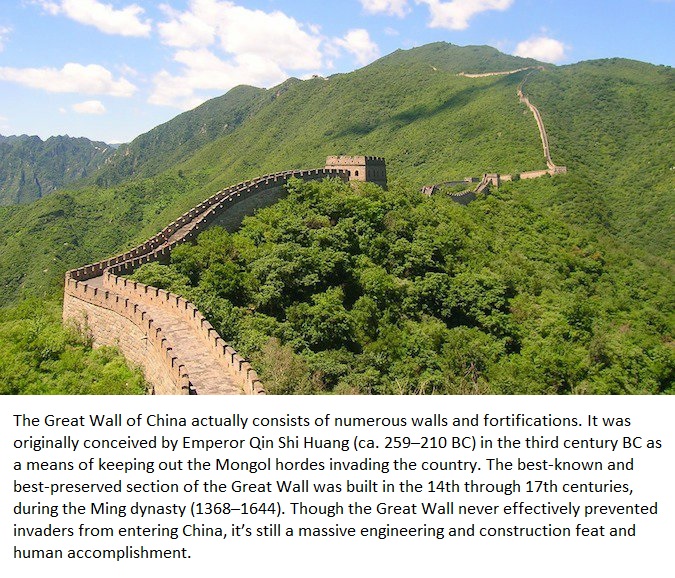 The Great Wall of China actually consists of numerous walls and fortifications. It was
originally conceived by Emperor Qin Shi Huang (ca. 259–210 BC) in the third century BC as
a means of keeping out the Mongol hordes invading the country. The best-known and
best-preserved section of the Great Wall was built in the 14th through 17th centuries,
during the Ming dynasty (1368–1644). Though the Great Wall never effectively prevented
invaders from entering China, it’s still a massive engineering and construction feat and
human accomplishment.